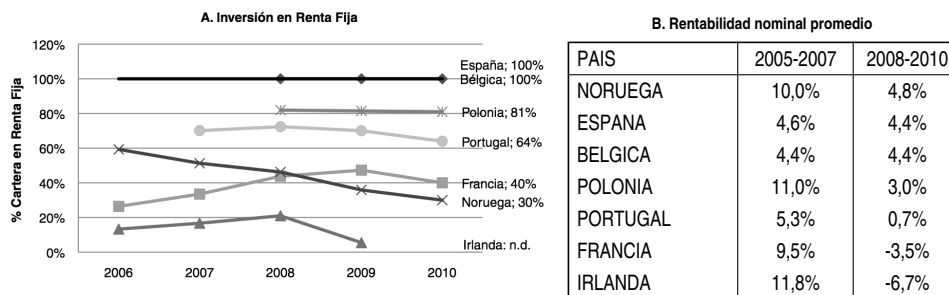 A. Inversión en Renta Fija
% Cartera en Renta Fija
120%
100%
80%
60%
40%
20%
0%
2006 2007 2008 2009 2010
España; 100%
Bélgica; 100%
Polonia; 81%
Portugal; 64%
Francia; 40%
Noruega; 30%
Irlanda: n.d.
B. Rentabilidad nominal promedio
PAIS 2005-2007 2008-2010
NORUEGA 10,0% 4,8%
ESPANA 4,6% 4,4%
BELGICA 4,4% 4,4%
POLONIA 11,0% 3,0%
PORTUGAL 5,3% 0,7%
FRANCIA 9,5% -3,5%
IRLANDA 11,8% -6,7%